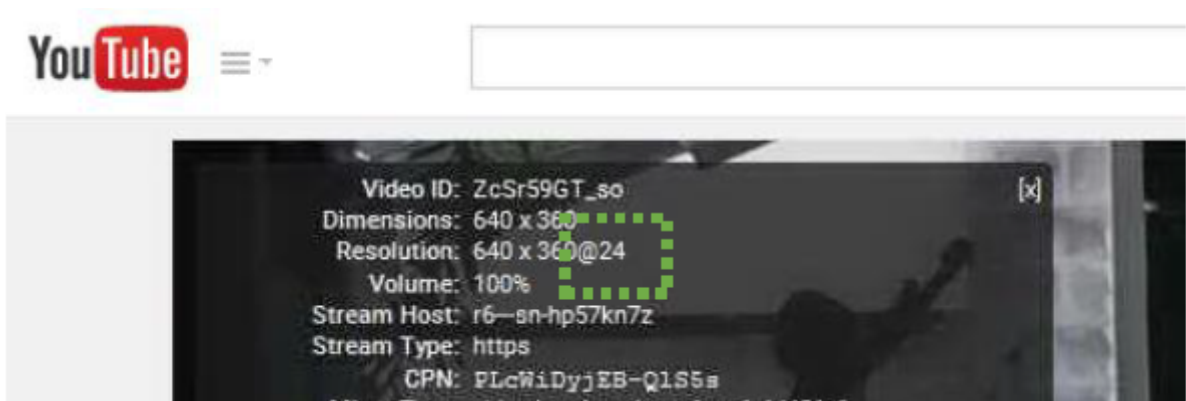 YouTube
Video ID: ZcSr59GT_so
[x]
Dimensions: 640 x 360
Resolution: 640 x 360@24
Volume: 100%
Stream Host: r6—sn-hp57kn7z
Stream Type: https
CPN: PLcWiDyjEB-Q1S5s